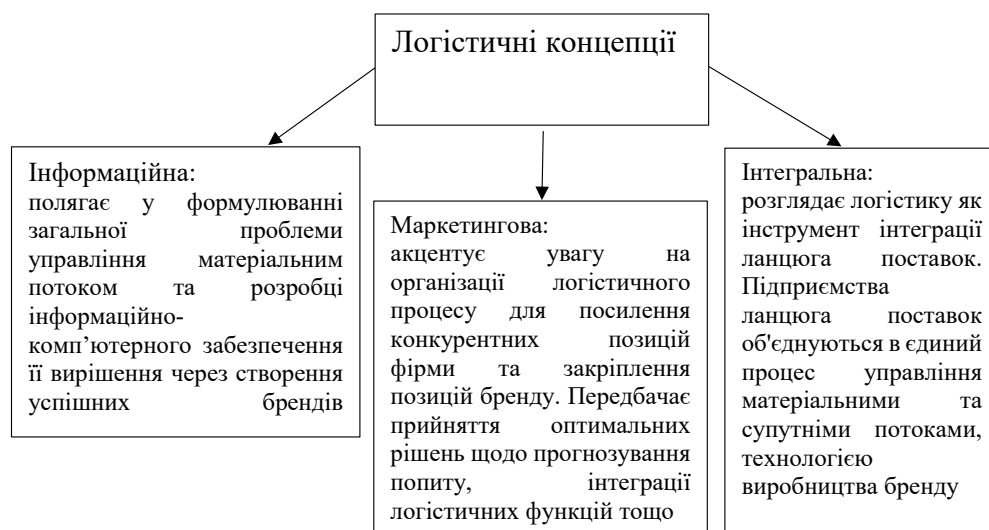 Логістичні концепції
Інформаційна:
полягає у формулюванні
загальної проблеми
управління матеріальним
потоком та розробці
інформаційно-
комп’ютерного забезпечення
її вирішення через створення
успішних брендів
Маркетингова:
акцентує увагу на
організації логістичного
процесу для посилення
конкурентних позицій
фірми та закріплення
позицій бренду. Передбачає
прийняття оптимальних
рішень щодо прогнозування
попиту, інтеграції
логістичних функцій тощо
Інтегральна:
розглядає логістику як
інструмент інтеграції
ланцюга поставок.
Підприємства
ланцюга поставок
об'єднуються в єдиний
процес управління
матеріальними та
супутніми потоками,
технологією
виробництва бренду